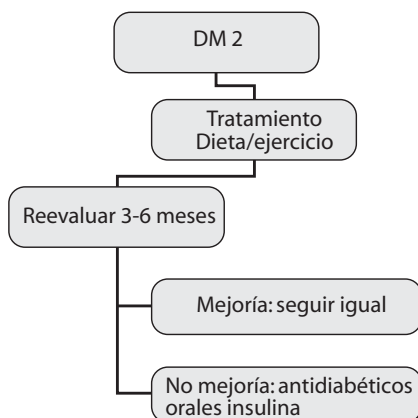 DM 2
Tratamiento
Dieta/ejercicio
Reevaluar 3-6 meses
Mejoría: seguir igual
No mejoría: antidiabéticos
orales insulina